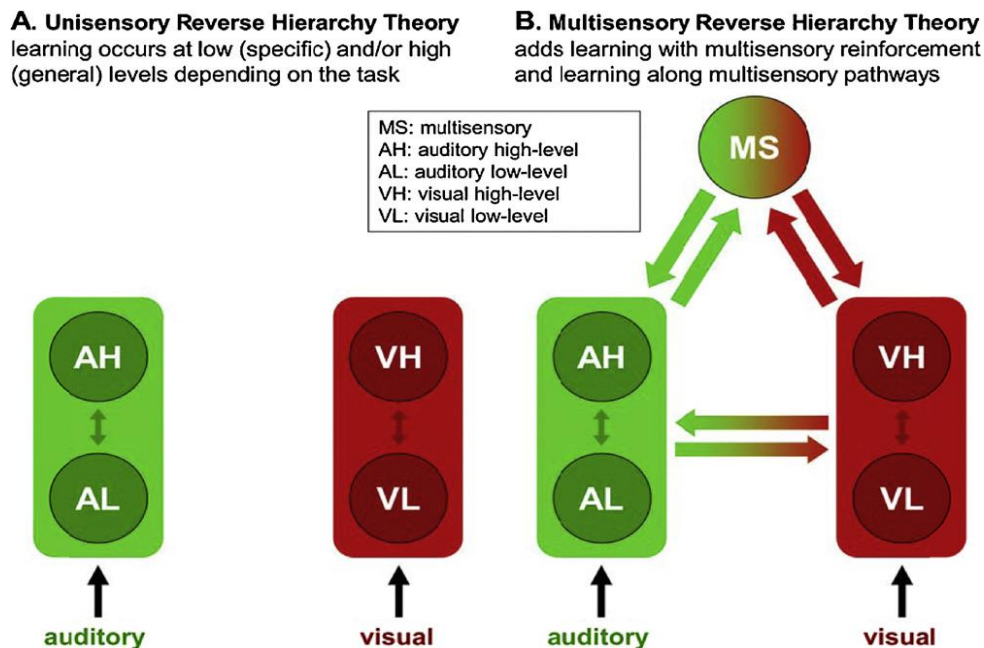 A. Unisensory Reverse Hierarchy Theory
learning occurs at low (specific) and/or high
(general) levels depending on the task
B. Multisensory Reverse Hierarchy Theory
adds learning with multisensory reinforcement
and learning along multisensory pathways
MS: multisensory
AH: auditory high-level
AL: auditory low-level
VH: visual high-level
VL: visual low-level
MS
AH
VH
AH
VH
AL
VL
AL
VL
auditory
visual
auditory
visual